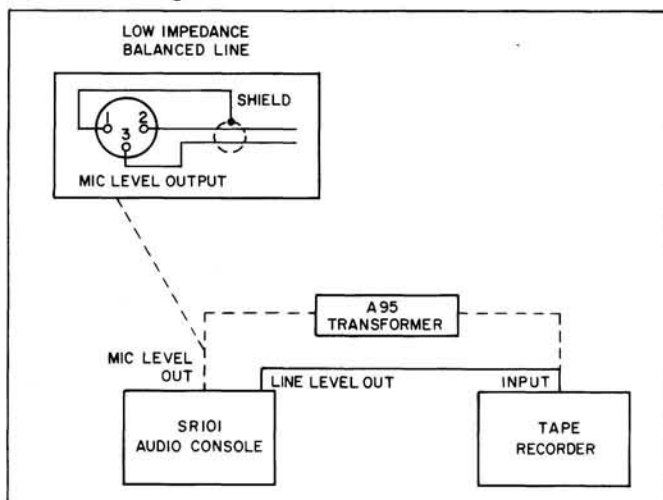 LOW IMPEDANCE
BALANCED LINE
SHIELD
1 2
3
MIC LEVEL OUTPUT
A95
TRANSFORMER
MIC LEVEL
OUT
LINE LEVEL OUT
INPUT
SR101
AUDIO CONSOLE
TAPE
RECORDER